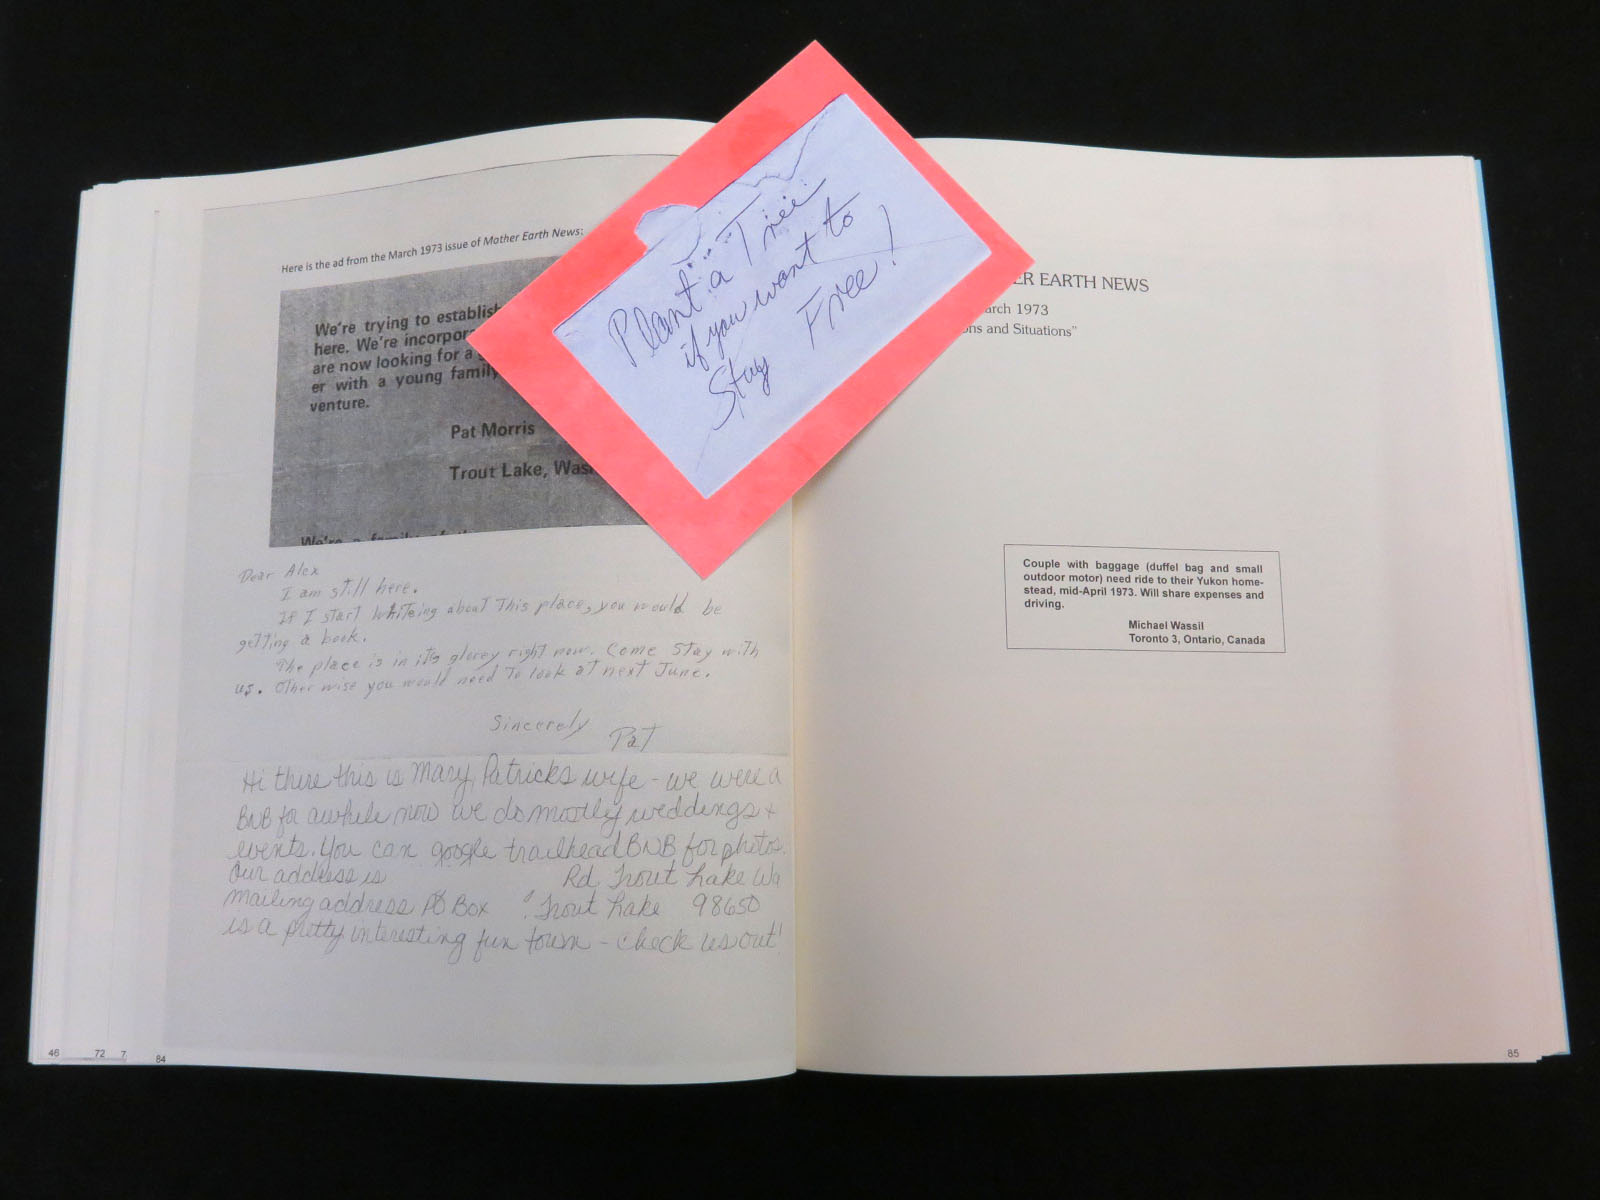 Here is the ad from the March 1973 issue of Mother Earth News:
We're trying to establish
here. We're incorpor
are now looking for a
er with a young family
venture.
Pat Morris
Trout Lake, Wash
We're a family
Dear Alex
I am still here.
If I start whiteing about this place, you would be
getting a book.
The place is in its glorey right now. Come stay with
us. Other wise you would need to look at next June.
Sincerely
Pat
Hi there this is Mary, Patricks wife - we were a
BnB for awhile now we do mostly weddings +
events. You can google trailhead BNB for photos.
Our address is Rd Trout Lake Wa
Mailing address PO Box Trout Lake 98650
is a pretty interesting fun town - check us out!
46 72 7 84
Plant a Tree
if you want to
Stay Free!
ER EARTH NEWS
arch 1973
ons and Situations"
Couple with baggage (duffel bag and small
outdoor motor) need ride to their Yukon home-
stead, mid-April 1973. Will share expenses and
driving.
Michael Wassil
Toronto 3, Ontario, Canada
85